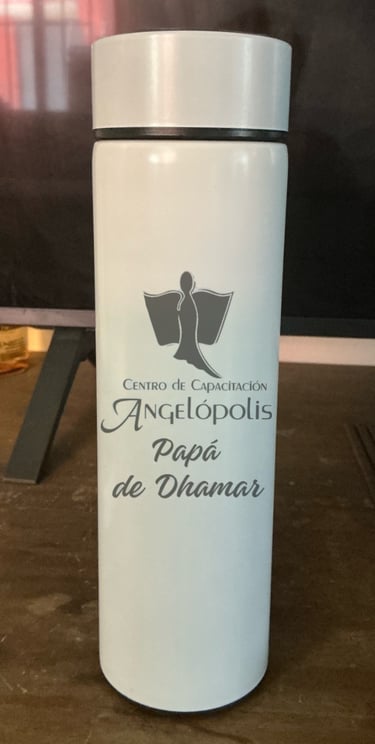 Centro de Capacitación
Angelópolis
Papá
de Dhamar